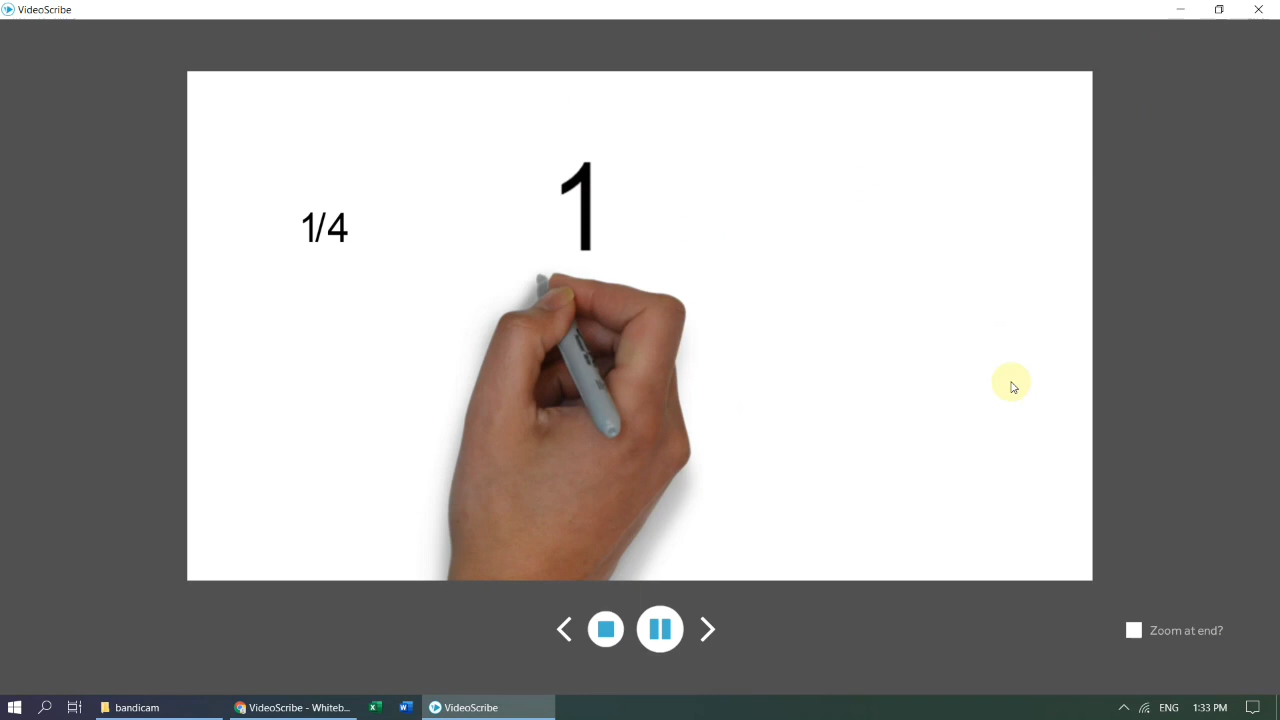 VideoScribe
1
1/4
Zoom at end?
bandicam
VideoScribe - Whiteb...
VideoScribe
ENG
1:33 PM